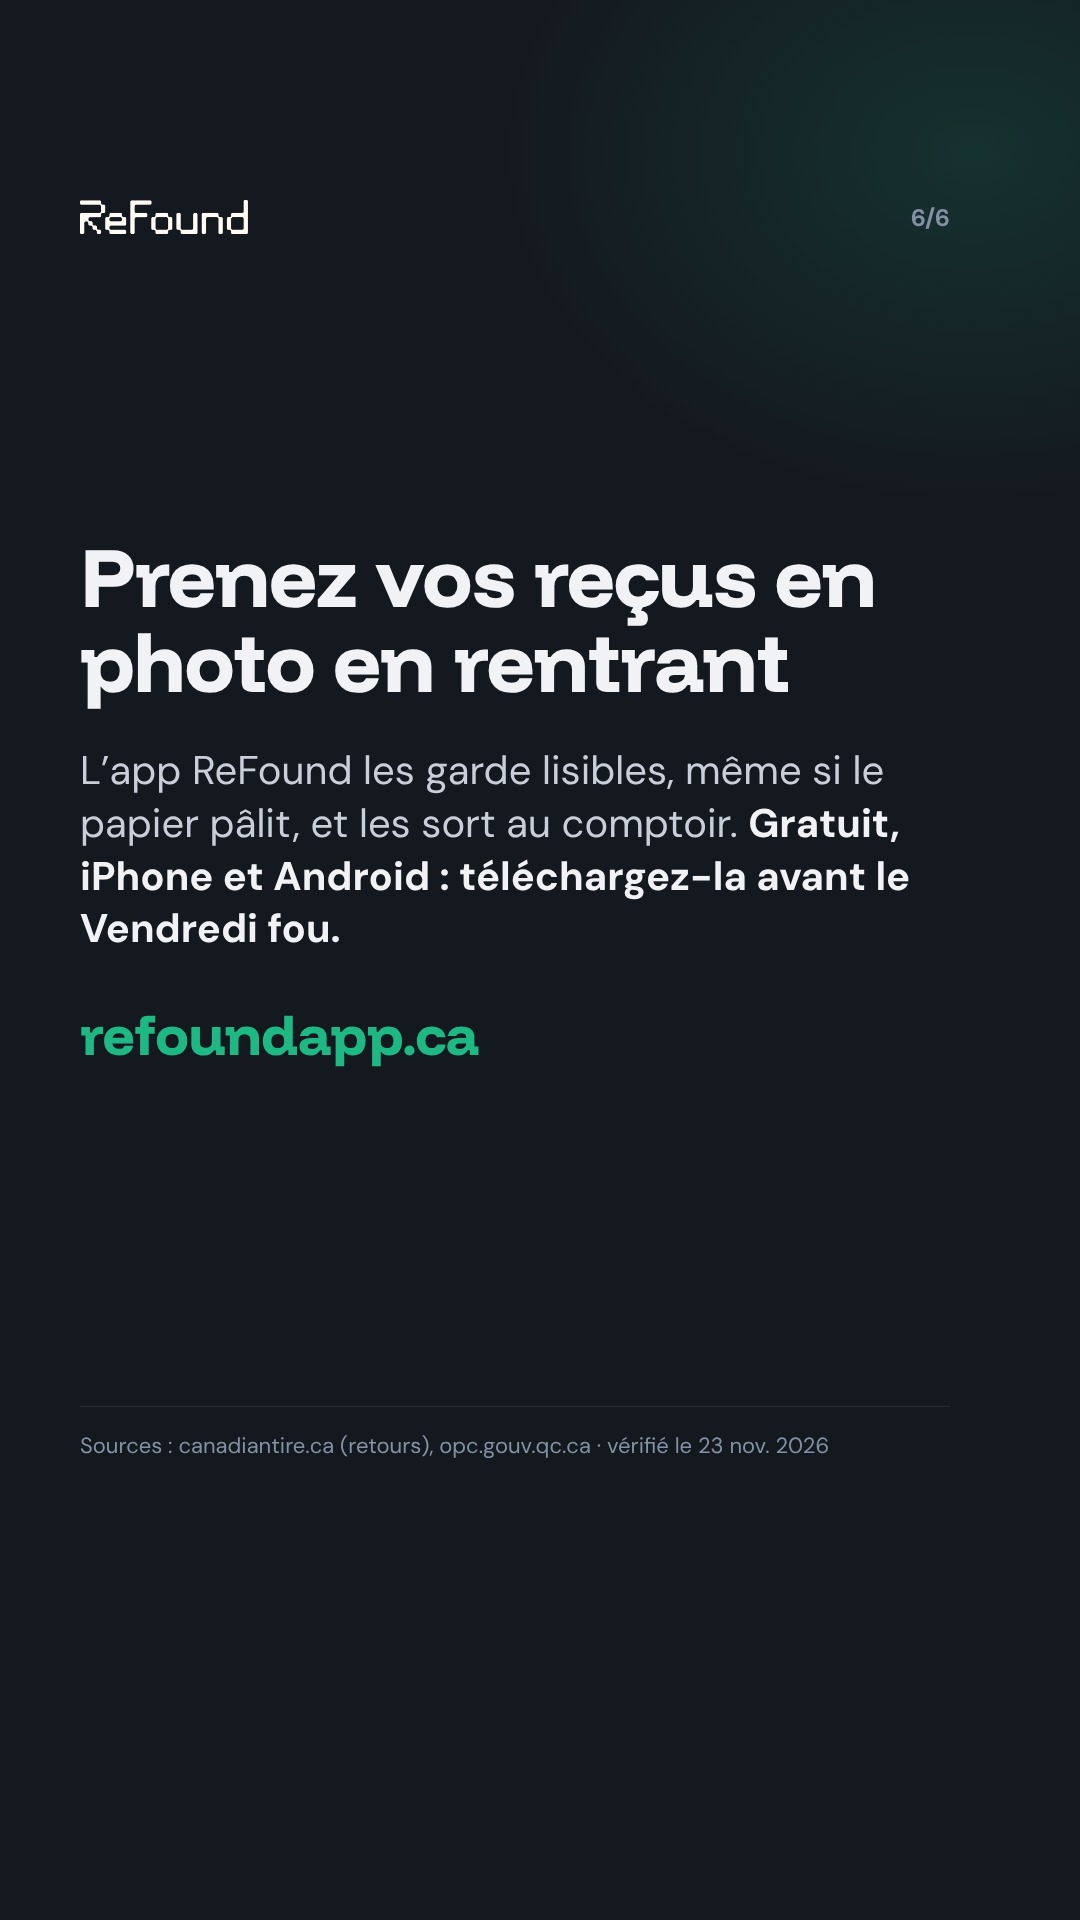 ReFound
6/6
Prenez vos reçus en
photo en rentrant
L’app ReFound les garde lisibles, même si le
papier pâlit, et les sort au comptoir. Gratuit,
iPhone et Android : téléchargez-la avant le
Vendredi fou.
refoundapp.ca
Sources : canadiantire.ca (retours), opc.gouv.qc.ca · vérifié le 23 nov. 2026